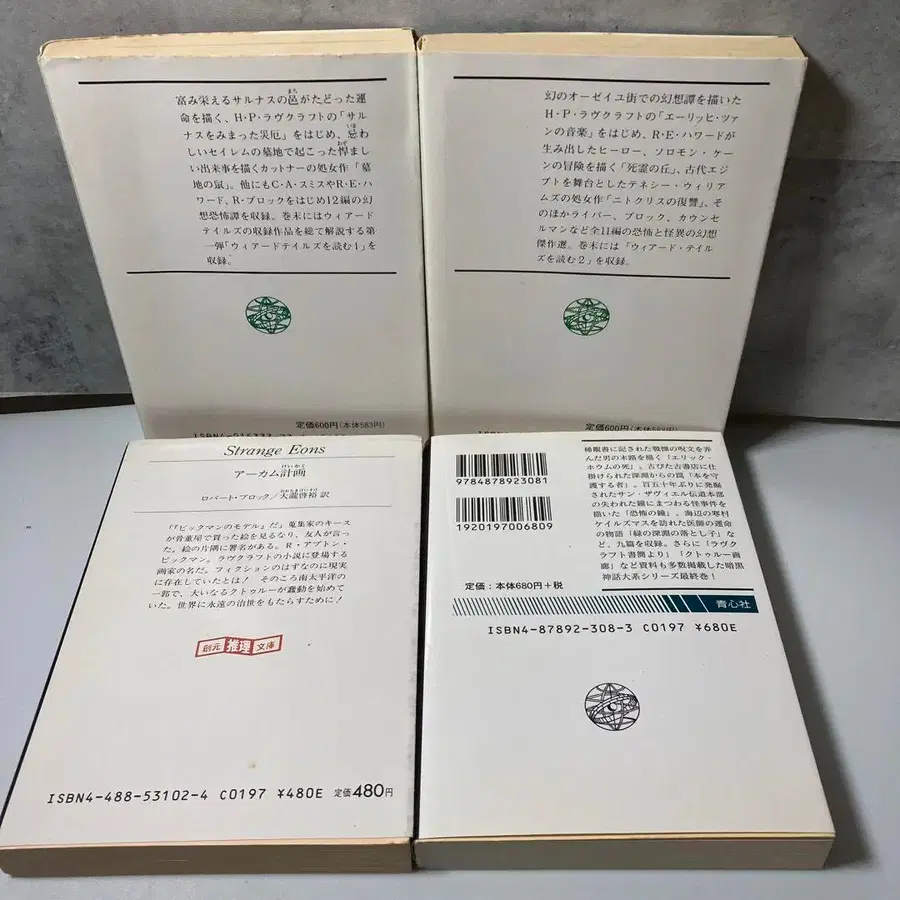 富み栄えるサルナスの邑がたどった運
命を描く、H・P・ラヴクラフトの「サル
ナスをみまった災厄」をはじめ、忌わ
しいセイレムの墓地で起こった悍まし
い出来事を描くカットナーの処女作「墓
地の鼠」。他にもC・A・スミスやR・E・ハ
ワード、R・ブロックをはじめ12編の幻
想恐怖譚を収録。巻末にはウィアード
テイルズの収録作品を総て解説する第
一弾「ウィアードテイルズを読む1」を
収録。
定価600円(本体583円)
幻のオーゼイユ街での幻想譚を描いた
H・P・ラヴクラフトの「エーリッヒ・ツァ
ンの音楽」をはじめ、R・E・ハワードが
生み出したヒーロー、ソロモン・ケー
ンの冒険を描く「死霊の丘」、古代エジ
プトを舞台としたテネシー・ウィリア
ムズの処女作「ニトクリスの復讐」、そ
のほかライバー、ブロック、カウンセ
ルマンなど全11編の恐怖と怪異の幻想
傑作選。巻末には「ウィアード・テイル
ズを読む2」を収録。
定価600円(本体583円)
Strange Eons
アーカム計画
ロバート・ブロック/大瀧啓裕 訳
「『ピックマンのモデル』だ」蒐集家のキース
が骨董屋で買った絵を見るなり、友人が言っ
た。絵の片隅に署名がある。R・アプトン・
ピックマン。ラヴクラフトの小説に登場する
画家の名だ。フィクションのはずなのに現実
に存在していたとは! そのころ南太平洋の
一郭で、大いなるクトゥルーが蠢動を始めて
いた。世界に永遠の治世をもたらすために!
創元 推理 文庫
ISBN4-488-53102-4 C0197 ¥480E 定価480円
稀覯書に記された戦慄の呪文を弄
んだ男の末路を描く「エリック・
ホウムの死」。古びた古書店に仕
掛けられた深淵からの罠「本を守
護する者」。百五十年ぶりに発掘
されたサン・ザヴィエル伝道本部
の失われた鐘にまつわる怪事件を
描いた「恐怖の鐘」。海辺の寒村
ケイルズマスを訪れた医師の運命
の物語「緑の深淵の落とし子」な
ど、九篇を収録。さらに「ラヴク
ラフト書簡より」「クトゥルー画
廊」など資料も多数掲載した暗黒
神話大系シリーズ最終巻!
9784878923081
1920197006809
定価:本体680円+税
青心社
ISBN4-87892-308-3 C0197 ¥680E